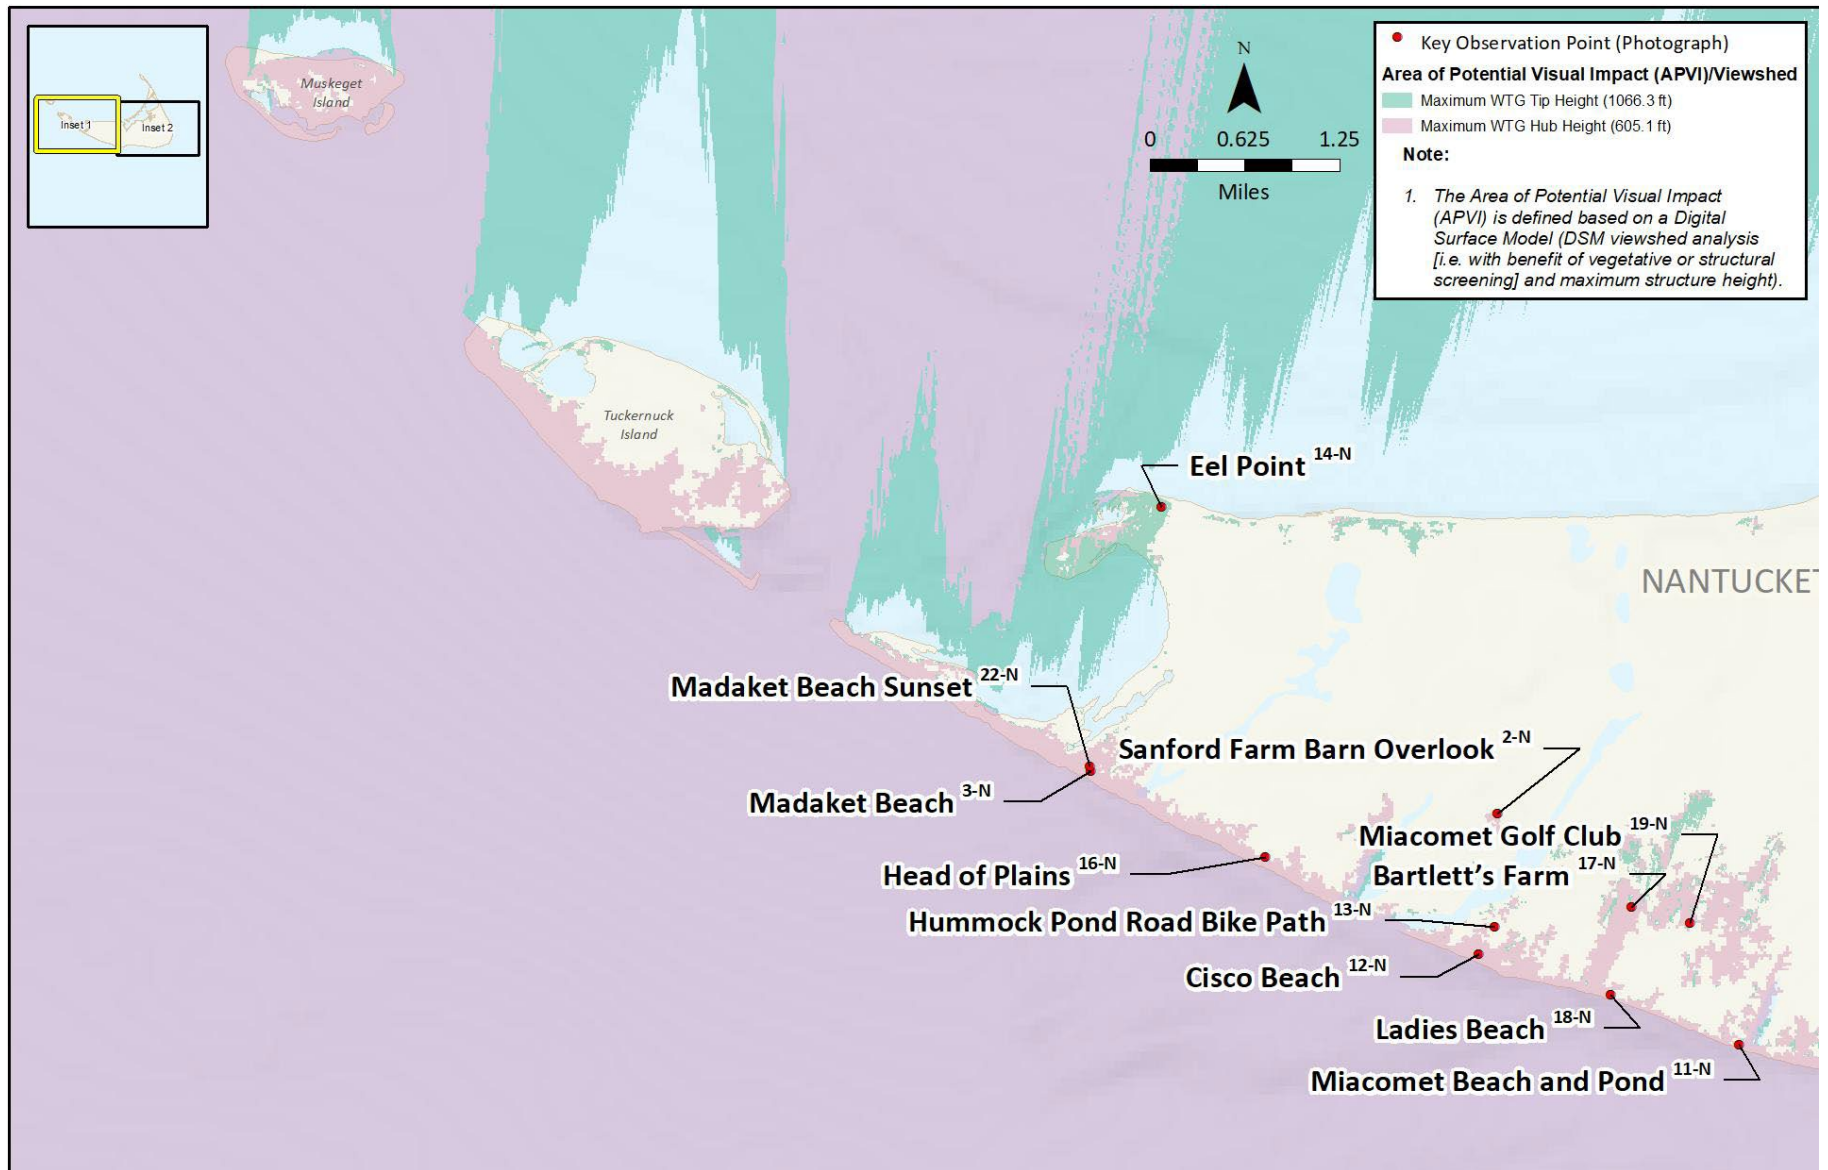 Inset 1
Inset 2
Muskeget
Island
N
0 0.625 1.25
Miles
Key Observation Point (Photograph)
Area of Potential Visual Impact (APVI)/Viewshed
Maximum WTG Tip Height (1066.3 ft)
Maximum WTG Hub Height (605.1 ft)
Note:
1. The Area of Potential Visual Impact
(APVI) is defined based on a Digital
Surface Model (DSM viewshed analysis
[i.e. with benefit of vegetative or structural
screening] and maximum structure height).
Tuckernuck
Island
Eel Point 14-N
NANTUCKET
Madaket Beach Sunset 22-N
Sanford Farm Barn Overlook 2-N
Madaket Beach 3-N
Miacomet Golf Club 19-N
Head of Plains 16-N
Bartlett's Farm 17-N
Hummock Pond Road Bike Path 13-N
Cisco Beach 12-N
Ladies Beach 18-N
Miacomet Beach and Pond 11-N